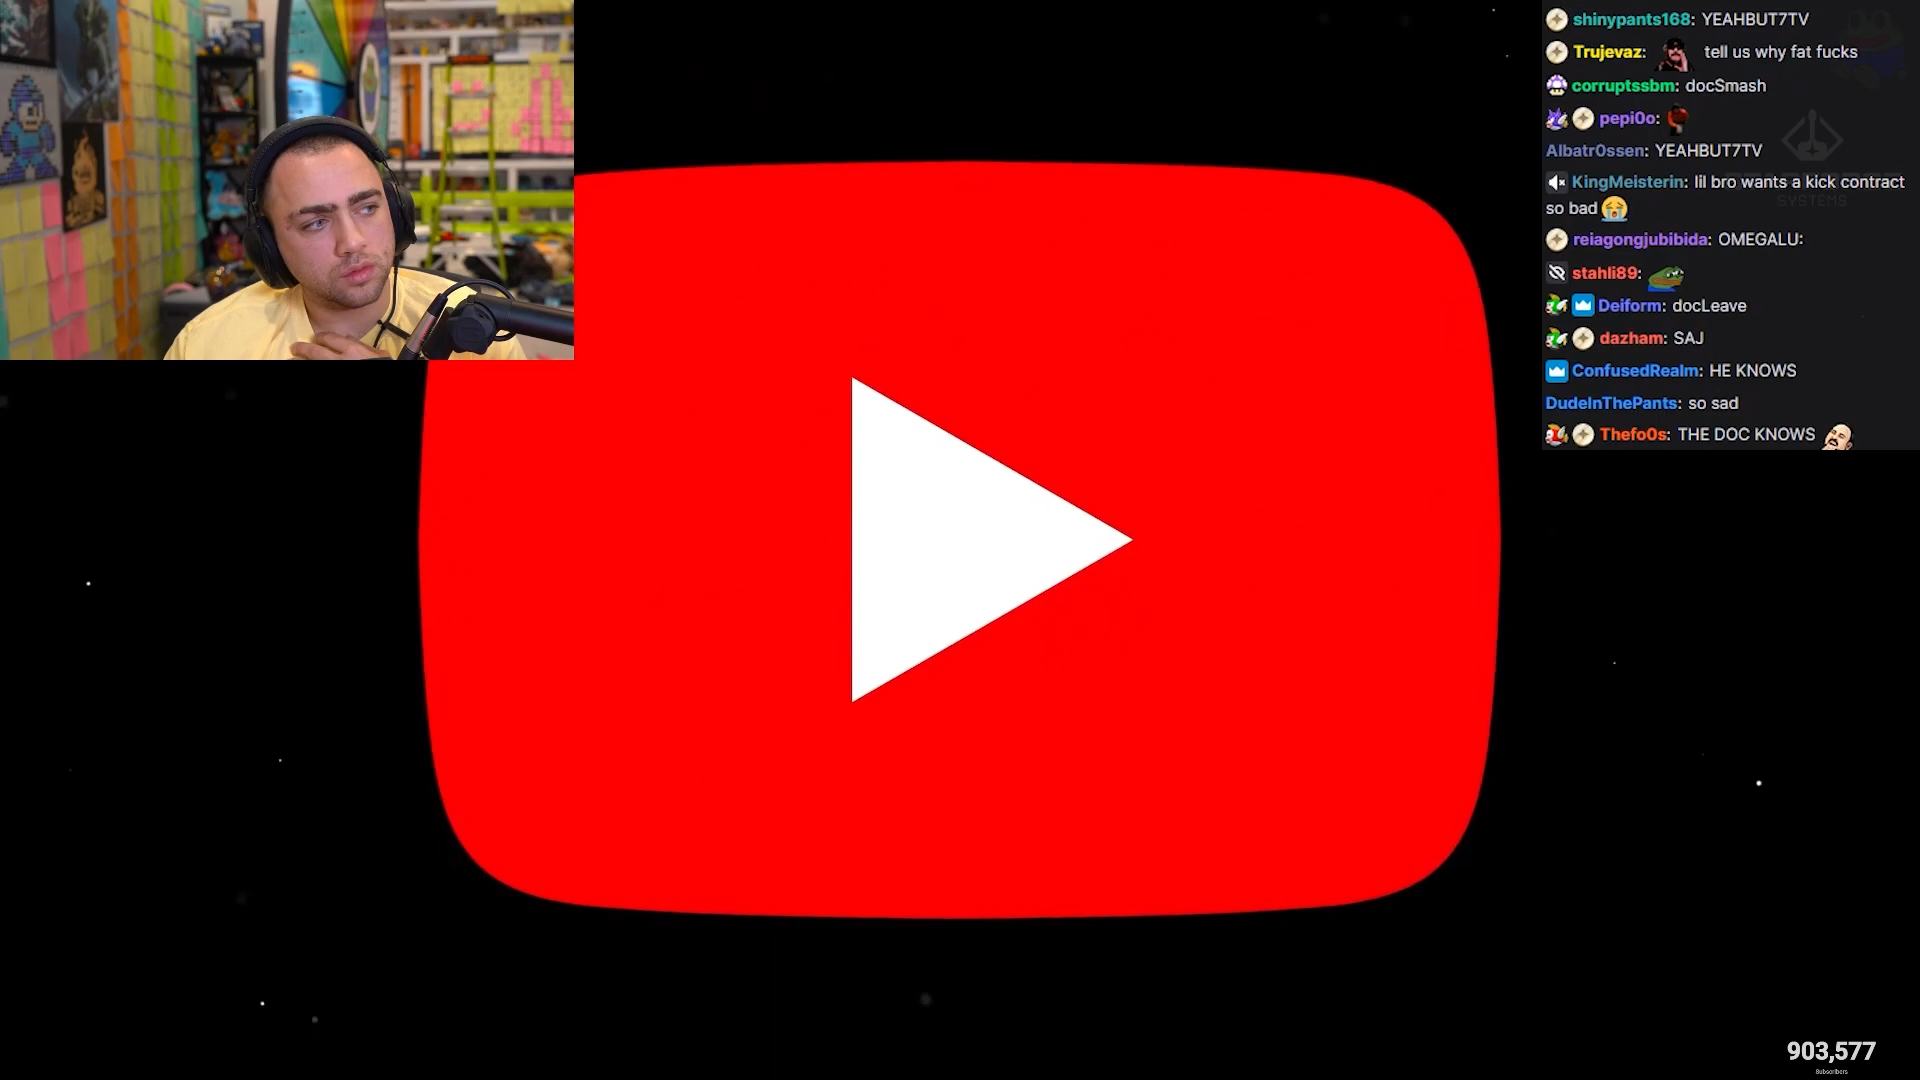 shinypants168: YEAHBUT7TV
Trujevaz: tell us why fat fucks
corruptssbm: docSmash
pepi0o:
Albatr0ssen: YEAHBUT7TV
KingMeisterin: lil bro wants a kick contract
so bad
SYSTEMS
reiagongjubibida: OMEGALU:
stahli89:
Deiform: docLeave
dazham: SAJ
ConfusedRealm: HE KNOWS
DudeInThePants: so sad
Thefo0s: THE DOC KNOWS
903,577
Subscribers